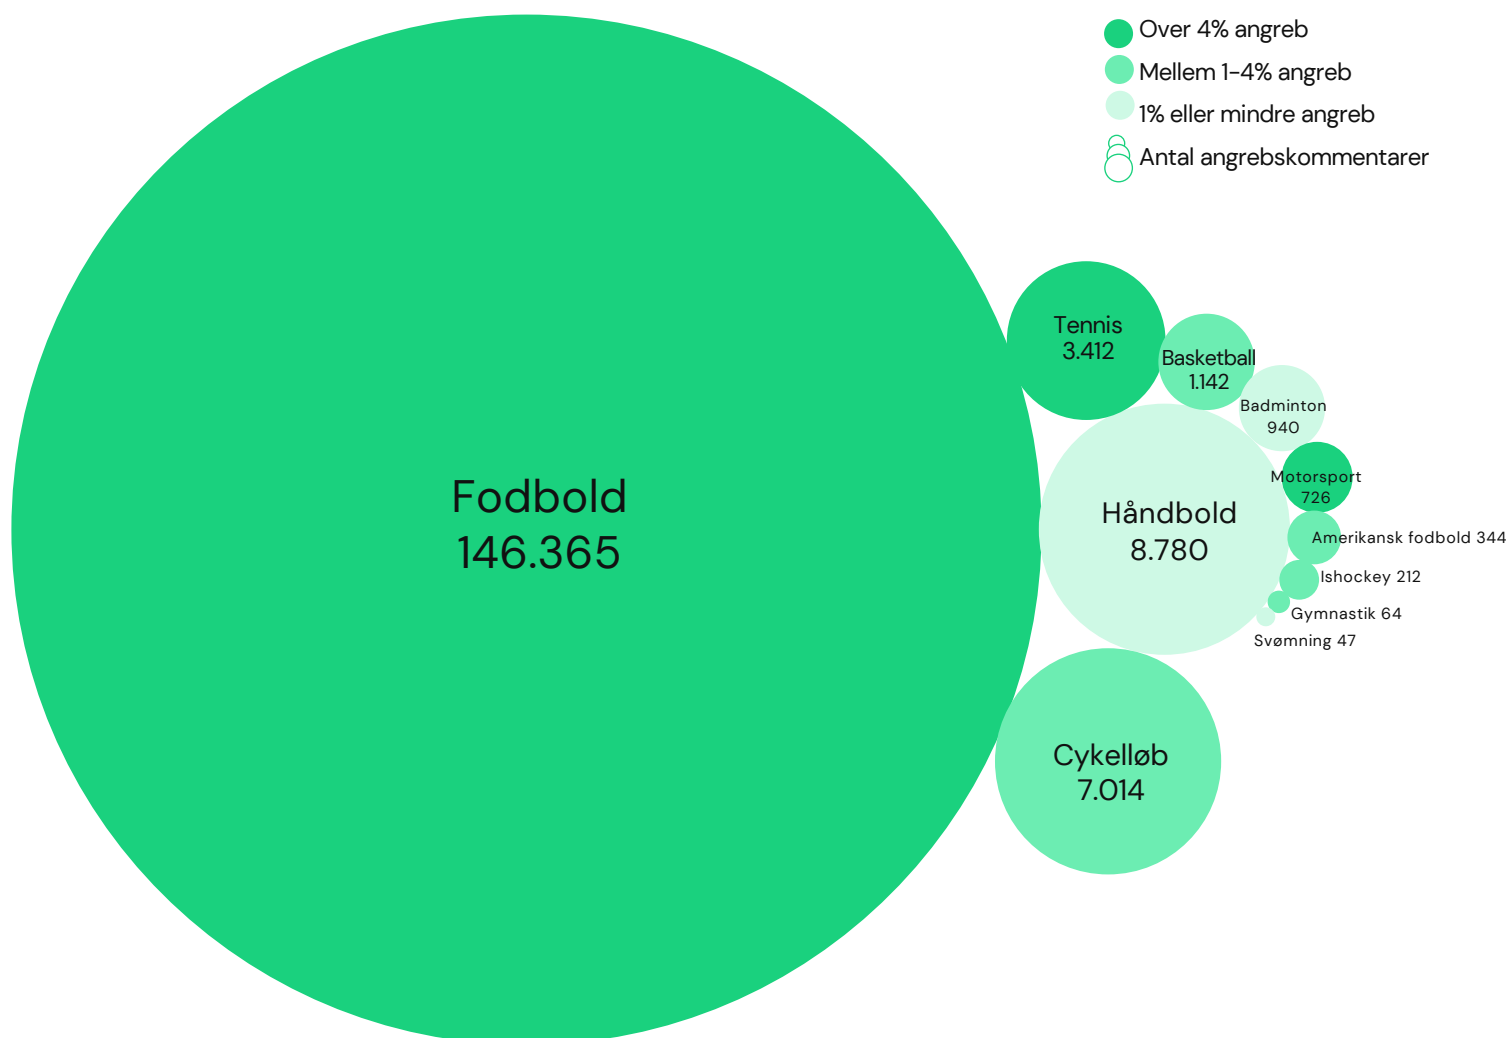 Over 4% angreb
Mellem 1-4% angreb
1% eller mindre angreb
Antal angrebskommentarer
Fodbold
146.365
Tennis
3.412
Basketball
1.142
Badminton
940
Motorsport
726
Håndbold
8.780
Amerikansk fodbold 344
Ishockey 212
Gymnastik 64
Svømning 47
Cykelløb
7.014